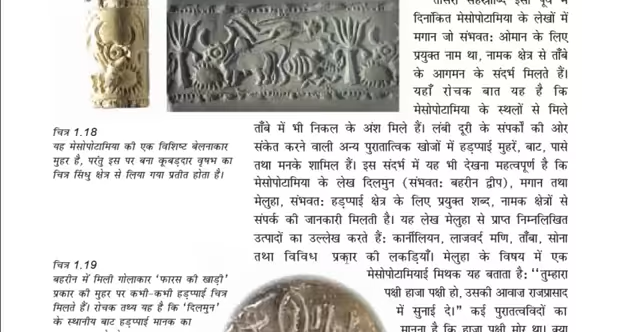 तीसरी सहस्राब्दि ईसा पूर्व में
दिनांकित मेसोपोटामिया के लेखों में
मगान जो संभवत: ओमान के लिए
प्रयुक्त नाम था, नामक क्षेत्र से ताँबे
के आगमन के संदर्भ मिलते हैं।
यहाँ रोचक बात यह है कि
मेसोपोटामिया के स्थलों से मिले
ताँबे में भी निकल के अंश मिले हैं। लंबी दूरी के संपर्कों की ओर
संकेत करने वाली अन्य पुरातात्विक खोजों में हड़प्पाई मुहरें, बाट, पासे
तथा मनके शामिल हैं। इस संदर्भ में यह भी देखना महत्वपूर्ण है कि
मेसोपोटामिया के लेख दिलमुन (संभवत: बहरीन द्वीप), मगान तथा
मेलुहा, संभवत: हड़प्पाई क्षेत्र के लिए प्रयुक्त शब्द, नामक क्षेत्रों से
संपर्क की जानकारी मिलती है। यह लेख मेलुहा से प्राप्त निम्नलिखित
उत्पादों का उल्लेख करते हैं: कार्नीलियन, लाजवर्द मणि, ताँबा, सोना
तथा विविध प्रकार की लकड़ियाँ। मेलुहा के विषय में एक
मेसोपोटामियाई मिथक यह बताता है: ‘‘तुम्हारा
पक्षी हाजा पक्षी हो, उसकी आवाज़ राजप्रासाद
में सुनाई दे।’’ कई पुरातत्वविदों का
मानना है कि हाजा पक्षी मोर था। क्या
चित्र 1.18
यह मेसोपोटामिया की एक विशिष्ट बेलनाकार
मुहर है, परंतु इस पर बना कूबड़दार वृषभ का
चित्र सिंधु क्षेत्र से लिया गया प्रतीत होता है।
चित्र 1.19
बहरीन में मिली गोलाकार ‘फारस की खाड़ी’
प्रकार की मुहर पर कभी-कभी हड़प्पाई चित्र
मिलते हैं। रोचक तथ्य यह है कि ‘दिलमुन’
के स्थानीय बाट हड़प्पाई मानक का